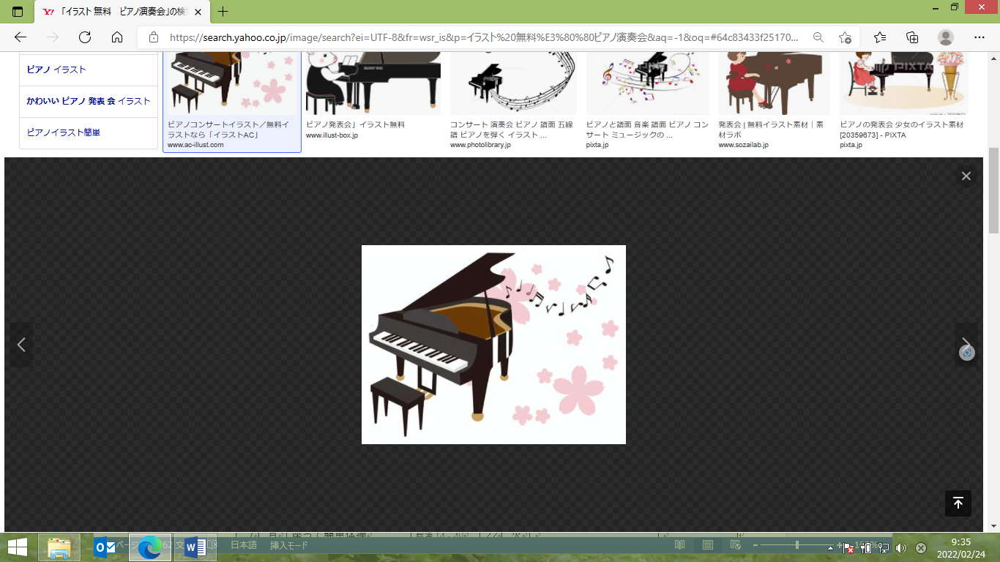 「イラスト 無料　ピアノ演奏会」の検
https://search.yahoo.co.jp/image/search?ei=UTF-8&fr=wsr_is&p=イラスト%20無料%E3%80%80ピアノ演奏会&aq=-1&oq=#64c83433f25170...
ピアノ イラスト
かわいい ピアノ 発表 会 イラスト
ピアノイラスト簡単
ピアノコンサートイラスト／無料イ
ラストなら「イラストAC」
www.ac-illust.com
ピアノ発表会」イラスト無料
www.illust-box.jp
コンサート 演奏会 ピアノ 譜面 五線
譜 ピアノを弾く イラスト ...
www.photolibrary.jp
ピアノと譜面 音楽 譜面 ピアノ コン
サート ミュージックの ...
pixta.jp
発表会 | 無料イラスト素材｜素
材ラボ
www.sozailab.jp
PIXTA
ピアノの発表会 少女のイラスト素材
[20359673] - PIXTA
pixta.jp
日本語
挿入モード
9:35
2022/02/24